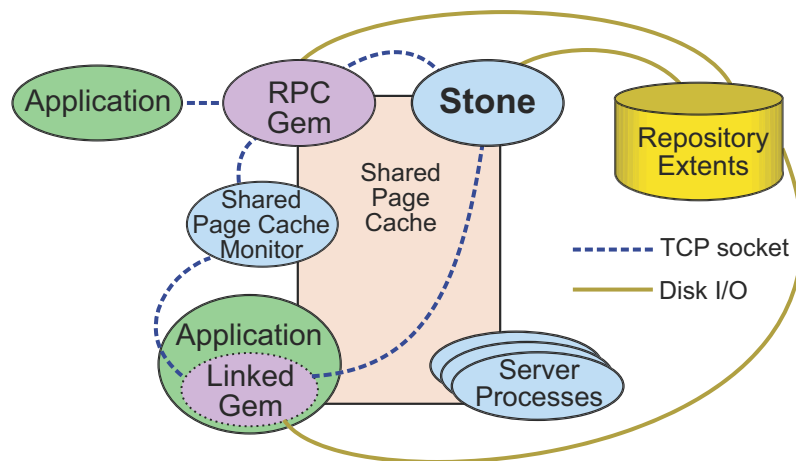 Application
RPC
Gem
Stone
Repository
Extents
Shared
Page
Cache
Shared
Page Cache
Monitor
TCP socket
Disk I/O
Application
Linked
Gem
Server
Processes